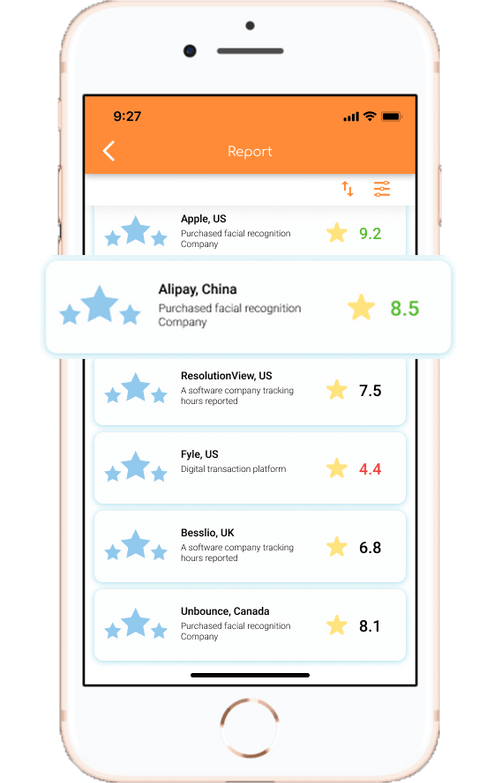 9:27
Report
Apple, US
Purchased facial recognition
Company
9.2
Alipay, China
Purchased facial recognition
Company
8.5
ResolutionView, US
A software company tracking
hours reported
7.5
Fyle, US
Digital transaction platform
4.4
Besslio, UK
A software company tracking
hours reported
6.8
Unbounce, Canada
Purchased facial recognition
Company
8.1